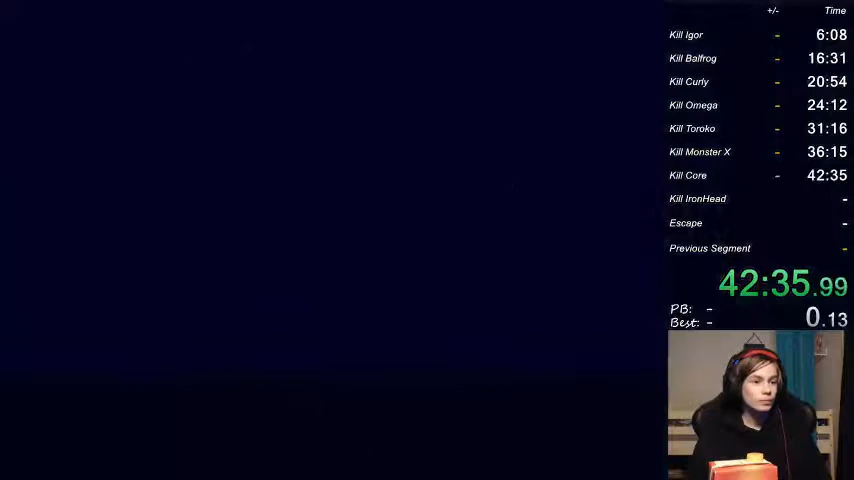 +/- Time
Kill Igor - 6:08
Kill Balfrog - 16:31
Kill Curly - 20:54
Kill Omega - 24:12
Kill Toroko - 31:16
Kill Monster X - 36:15
Kill Core - 42:35
Kill IronHead -
Escape -
Previous Segment -
42:35.99
PB: - 0.13
Best: -